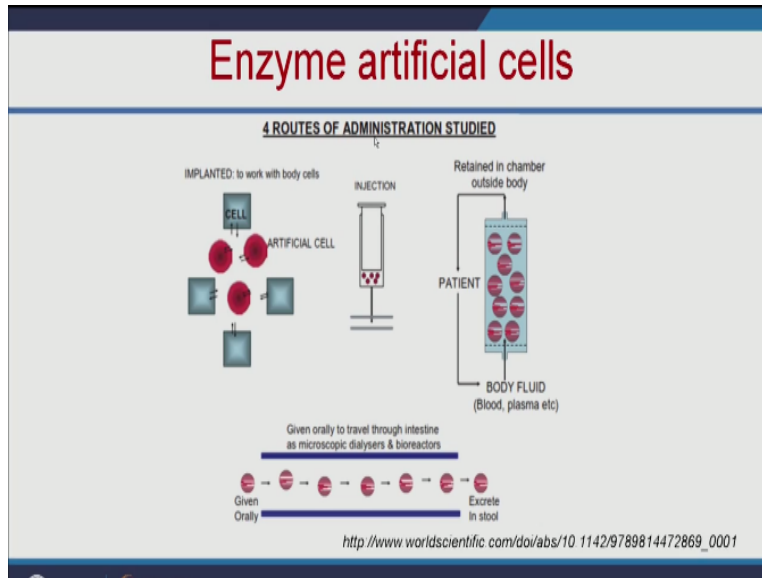 Enzyme artificial cells
4 ROUTES OF ADMINISTRATION STUDIED
IMPLANTED: to work with body cells
CELL
ARTIFICIAL CELL
INJECTION
Retained in chamber
outside body
PATIENT
BODY FLUID
(Blood, plasma etc)
Given orally to travel through intestine
as microscopic dialysers & bioreactors
Given
Orally
Excrete
In stool
http://www.worldscientific.com/doi/abs/10 1142/9789814472869_0001